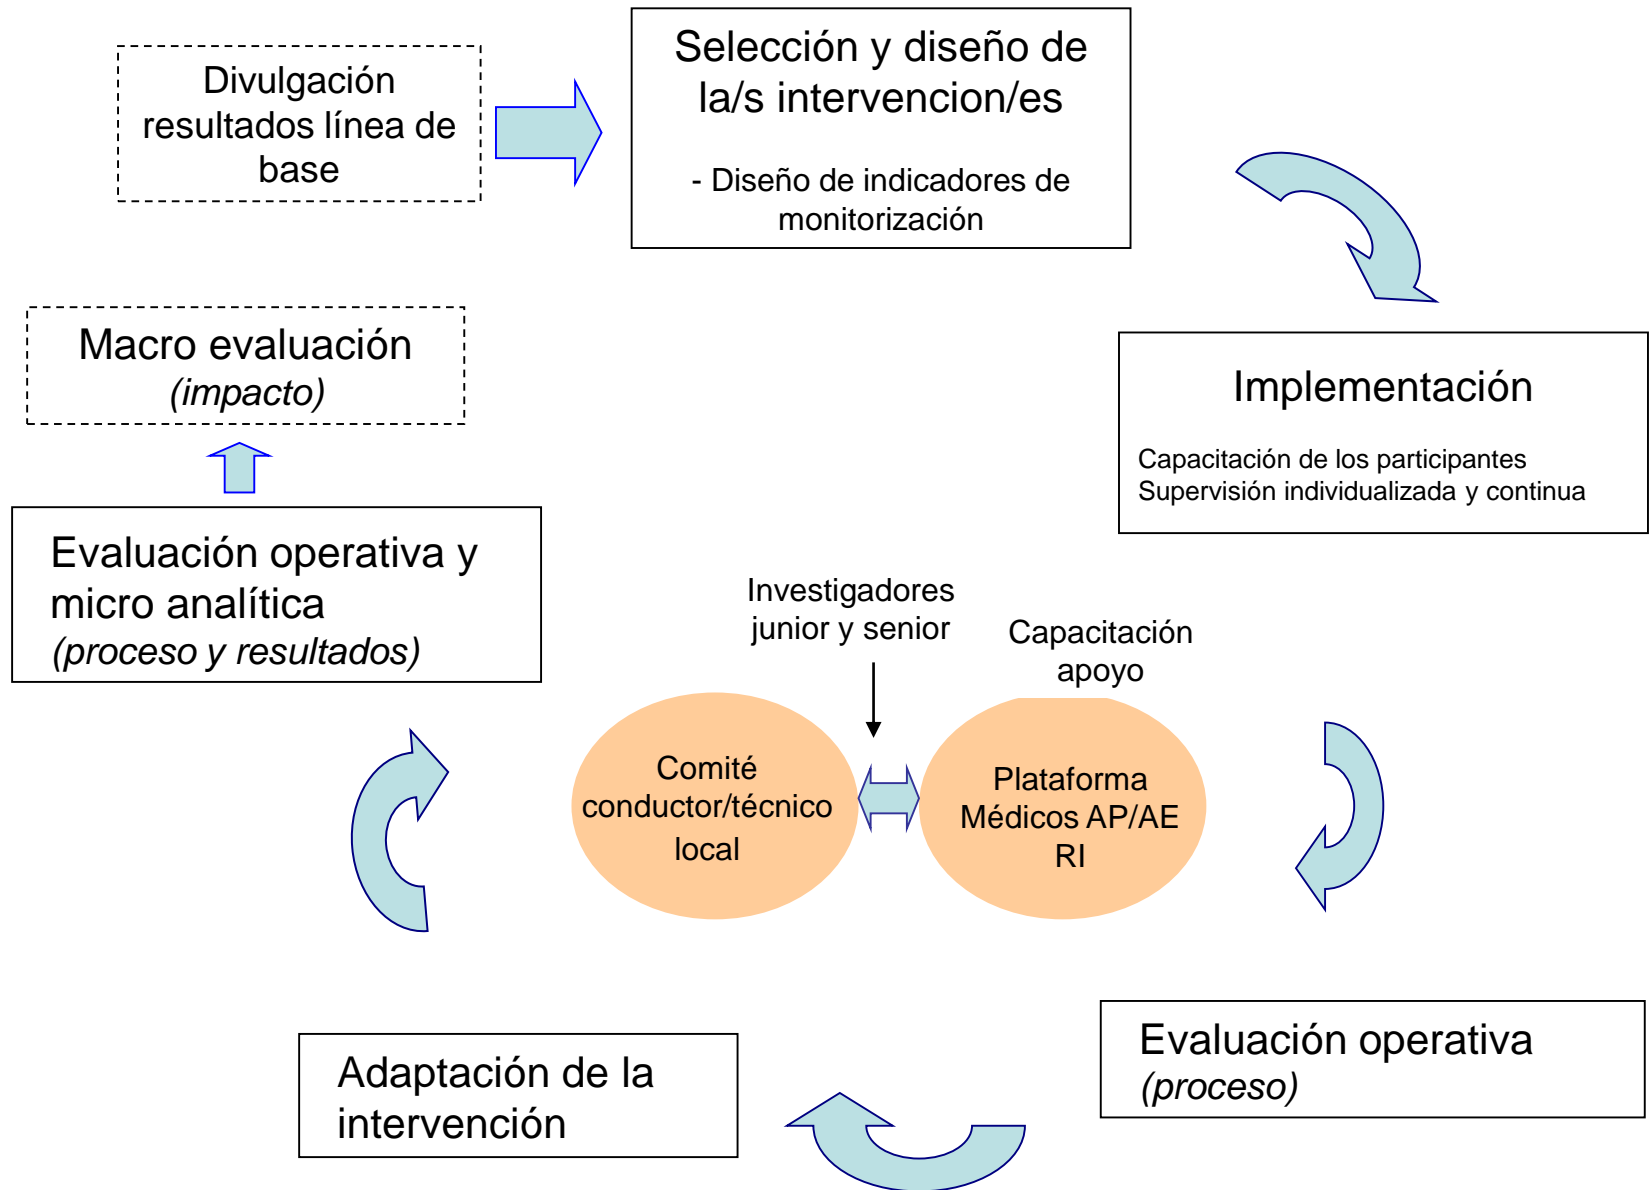 Divulgación
resultados línea de
base
Selección y diseño de
la/s intervencion/es
- Diseño de indicadores de
monitorización
Macro evaluación
(impacto)
Implementación
Capacitación de los participantes
Supervisión individualizada y continua
Evaluación operativa y
micro analítica
(proceso y resultados)
Investigadores
junior y senior
Capacitación
apoyo
Comité
conductor/técnico
local
Plataforma
Médicos AP/AE
RI
Adaptación de la
intervención
Evaluación operativa
(proceso)